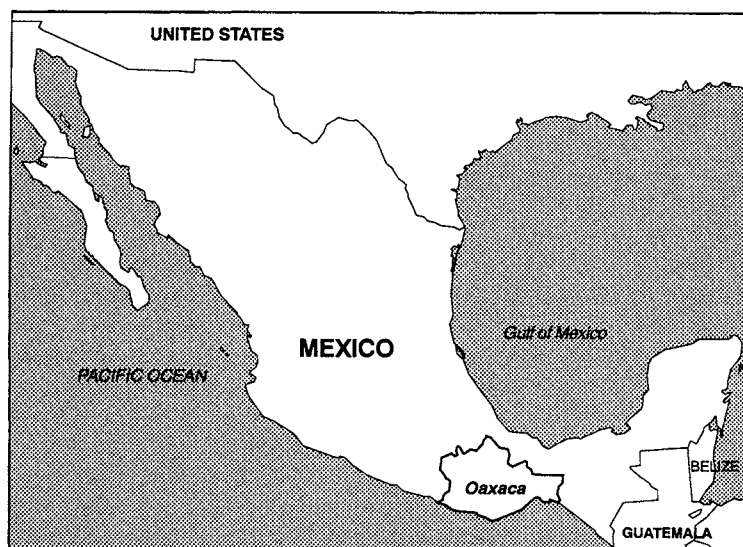 UNITED STATES
Gulf of Mexico
MEXICO
PACIFIC OCEAN
BELIZE
Oaxaca
GUATEMALA